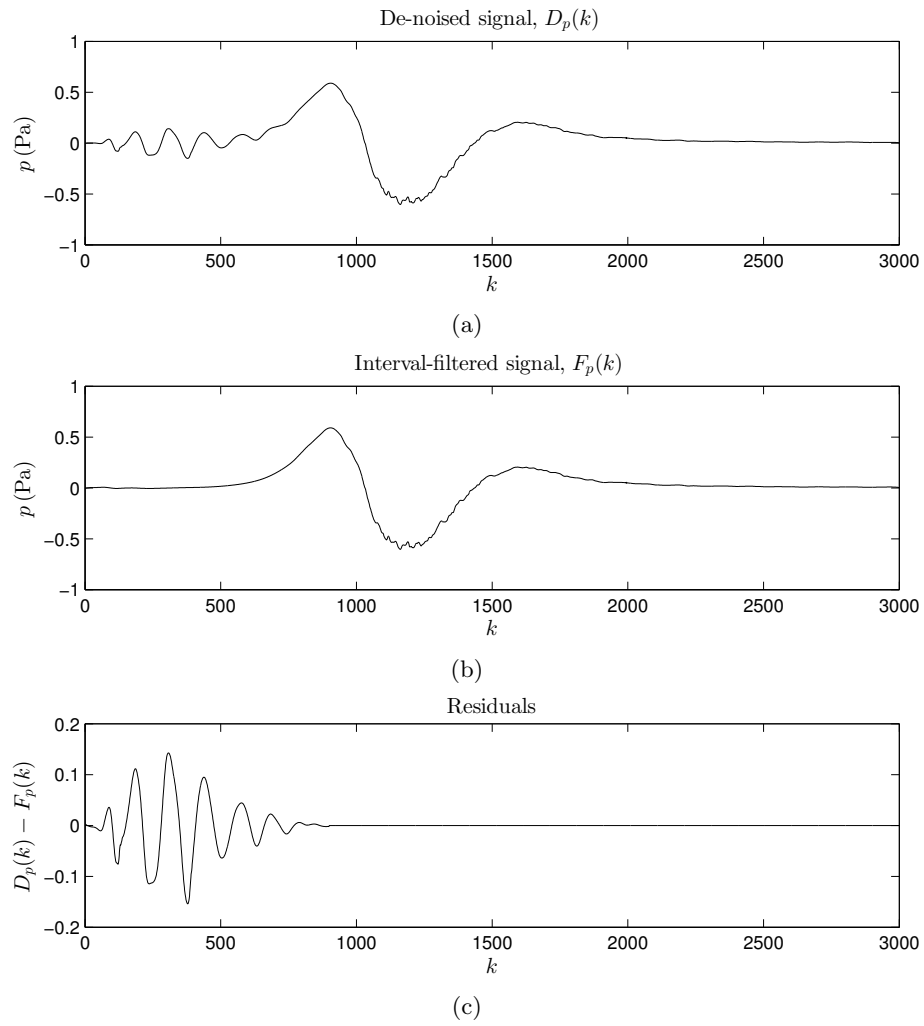 De-noised signal, $D_p(k)$
1
0.5
0
−0.5
−1
p (Pa)
0 500 1000 1500 2000 2500 3000
k
(a)
Interval-filtered signal, $F_p(k)$
1
0.5
0
−0.5
−1
p (Pa)
0 500 1000 1500 2000 2500 3000
k
(b)
Residuals
0.2
0.1
0
−0.1
−0.2
$D_p(k) − F_p(k)$
0 500 1000 1500 2000 2500 3000
k
(c)